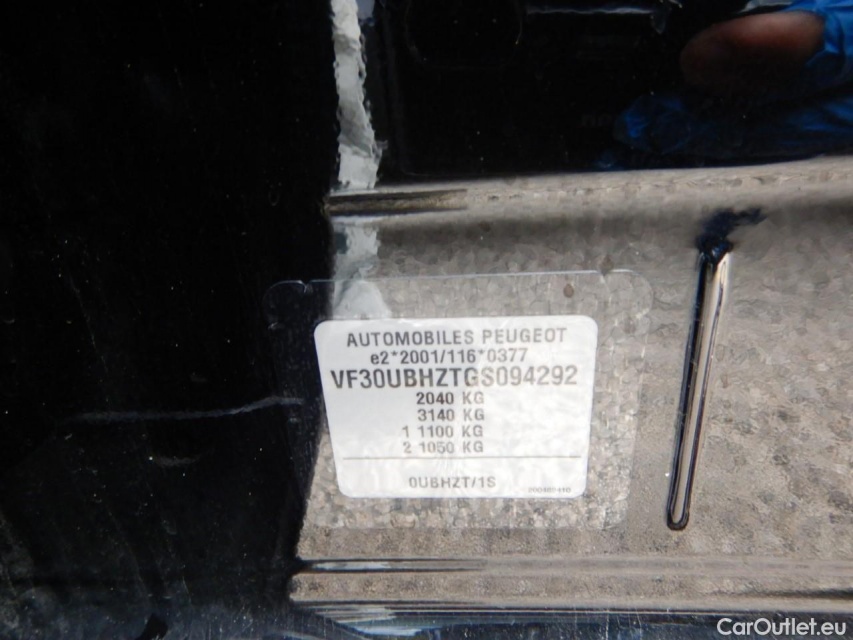 AUTOMOBILES PEUGEOT
e2*2001/116*0377
VF30UBHZTGS094292
2040 KG
3140 KG
1 1100 KG
2 1050 KG
0UBHZT/1S
CarOutlet.eu